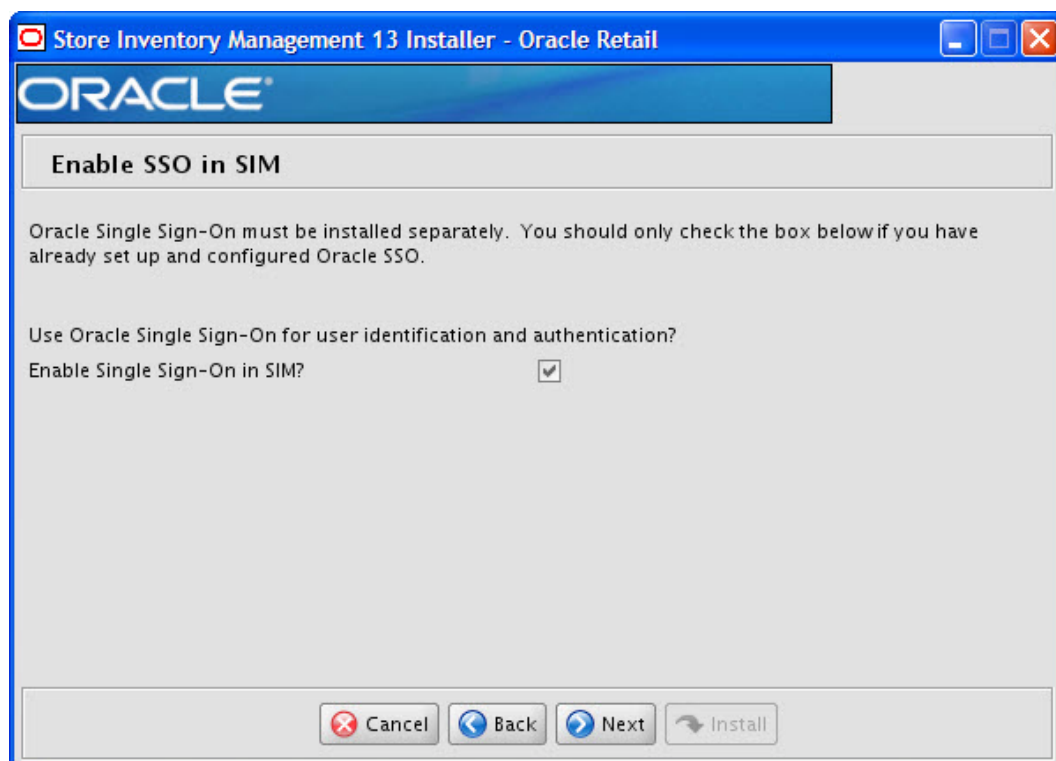 Store Inventory Management 13 Installer - Oracle Retail
ORACLE
Enable SSO in SIM
Oracle Single Sign-On must be installed separately. You should only check the box below if you have
already set up and configured Oracle SSO.
Use Oracle Single Sign-On for user identification and authentication?
Enable Single Sign-On in SIM?
Cancel Back Next Install